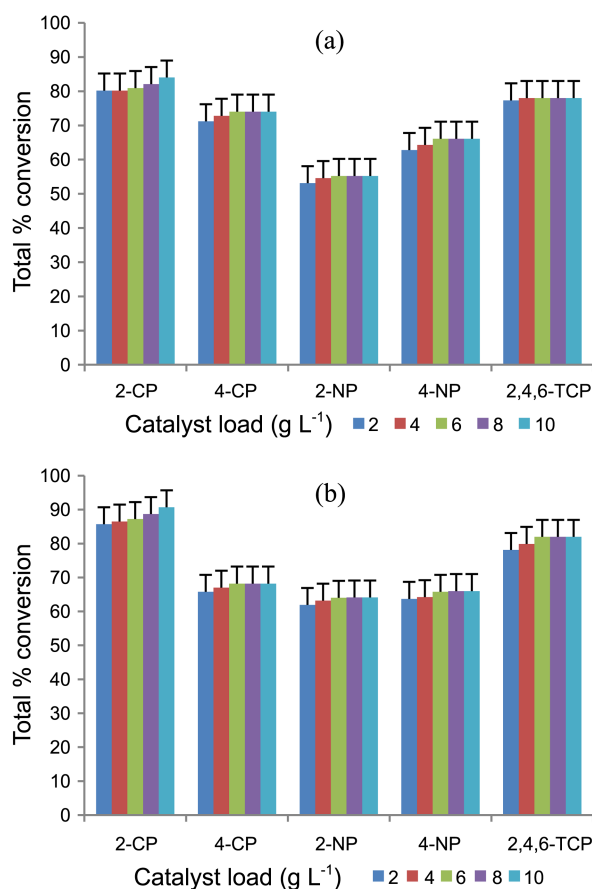 (a)
Total % conversion
100
90
80
70
60
50
40
30
20
10
0
2-CP 4-CP 2-NP 4-NP 2,4,6-TCP
Catalyst load (g L⁻¹) 2 4 6 8 10
(b)
Total % conversion
100
90
80
70
60
50
40
30
20
10
0
2-CP 4-CP 2-NP 4-NP 2,4,6-TCP
Catalyst load (g L⁻¹) 2 4 6 8 10